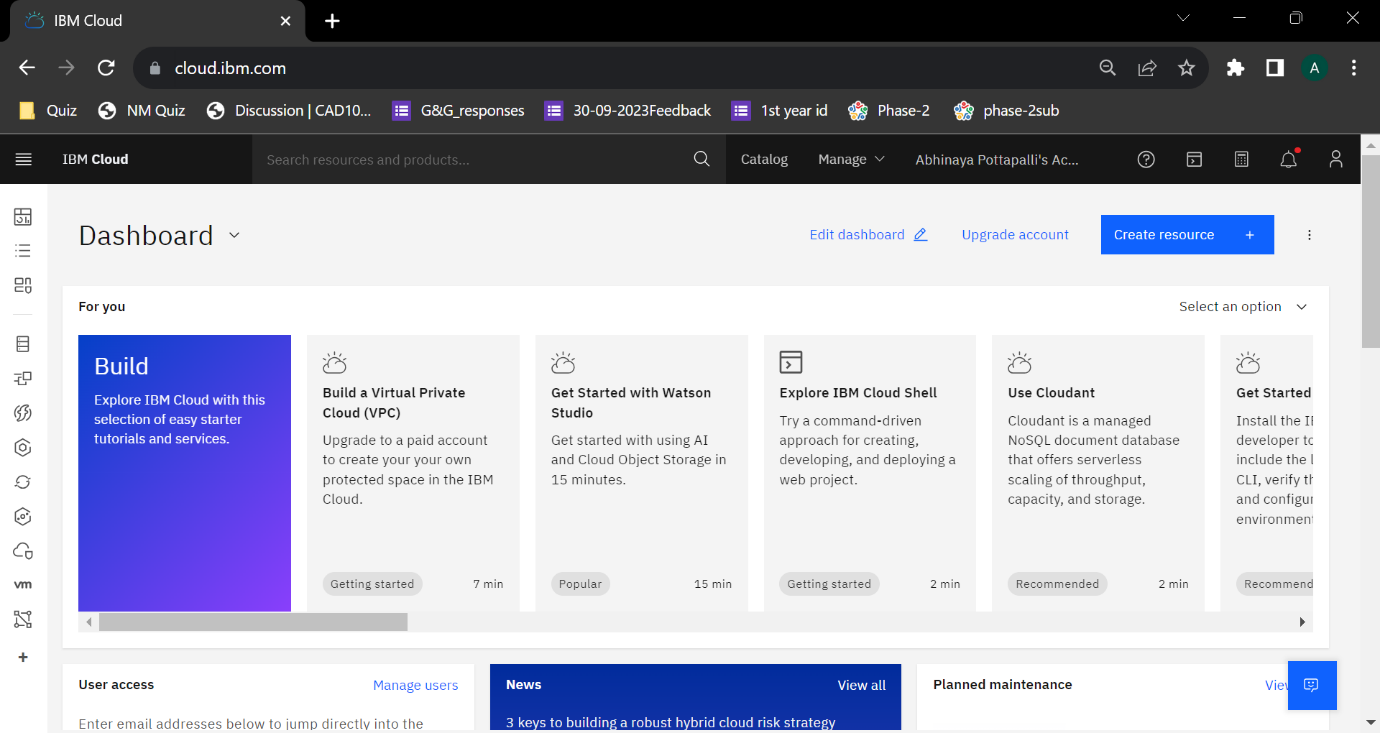 IBM Cloud
cloud.ibm.com
A
Quiz
NM Quiz
Discussion | CAD10...
G&G_responses
30-09-2023Feedback
1st year id
Phase-2
phase-2sub
IBM Cloud
Search resources and products...
Catalog
Manage
Abhinaya Pottapalli's Ac...
Dashboard
Edit dashboard
Upgrade account
Create resource +
For you
Select an option
Build
Explore IBM Cloud with this
selection of easy starter
tutorials and services.
Build a Virtual Private
Cloud (VPC)
Upgrade to a paid account
to create your your own
protected space in the IBM
Cloud.
Getting started
7 min
Get Started with Watson
Studio
Get started with using AI
and Cloud Object Storage in
15 minutes.
Popular
15 min
Explore IBM Cloud Shell
Try a command-driven
approach for creating,
developing, and deploying a
web project.
Getting started
2 min
Use Cloudant
Cloudant is a managed
NoSQL document database
that offers serverless
scaling of throughput,
capacity, and storage.
Recommended
2 min
Get Started
Install the
developer
include the
CLI, verify
and
vm
User access
Manage users
Enter email addresses below to jump directly into the
News
View all
3 keys to building a robust hybrid cloud risk strategy
Planned maintenance